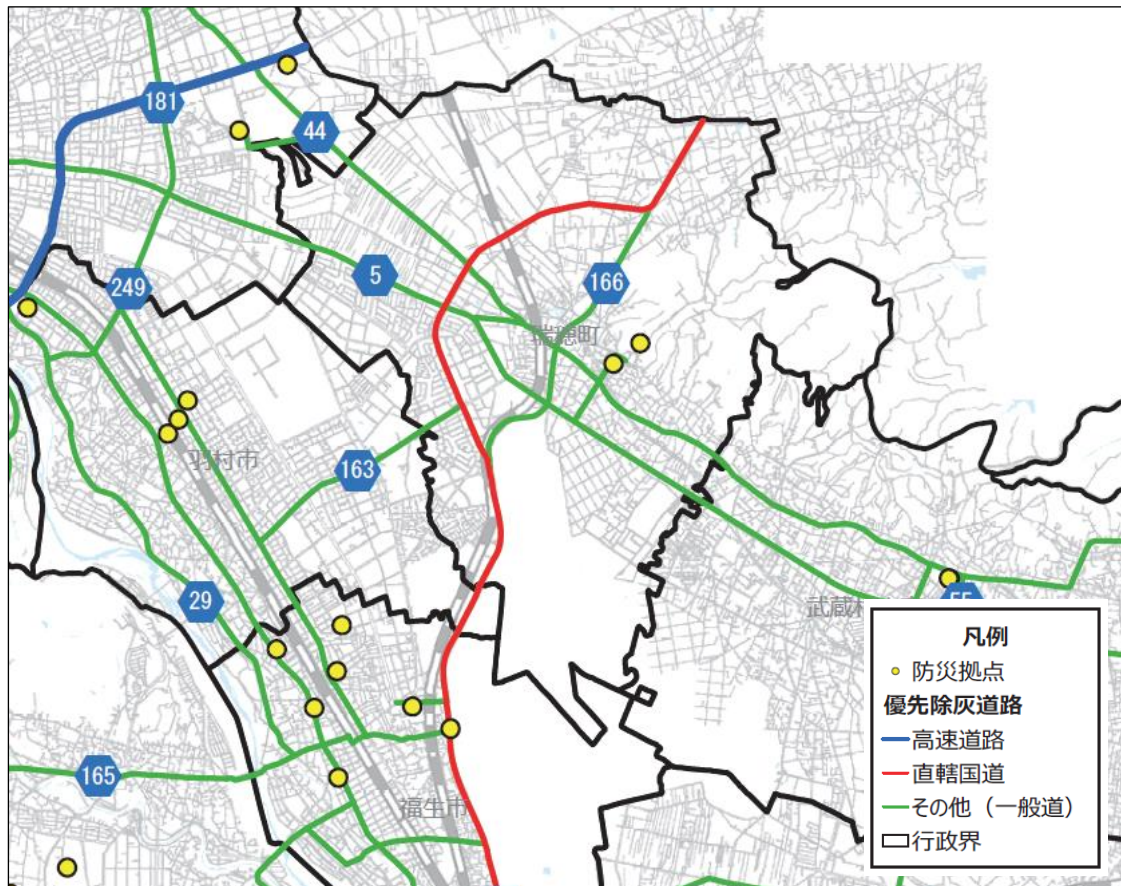 181
44
5
249
166
瑞穂町
羽村市
163
29
武蔵村
55
165
福生市
凡例
防災拠点
優先除灰道路
高速道路
直轄国道
その他（一般道）
行政界